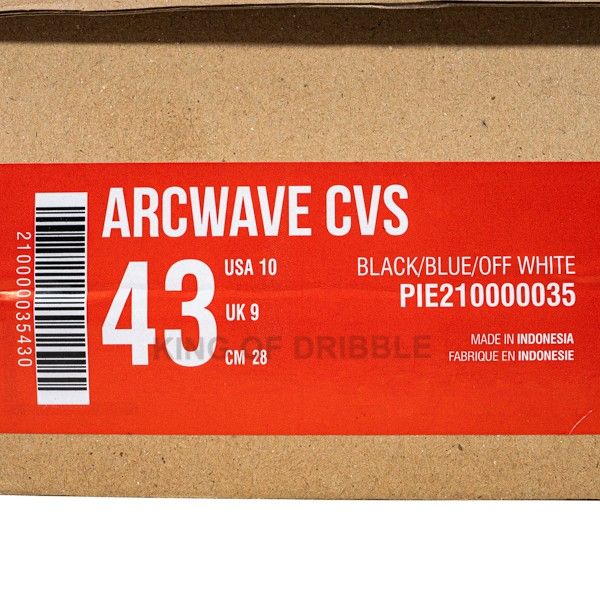 ARCWAVE CVS
210000035430
43
USA 10
UK 9
CM 28
BLACK/BLUE/OFF WHITE
PIE210000035
MADE IN INDONESIA
FABRIQUE EN INDONESIE
KING OF DRIBBLE